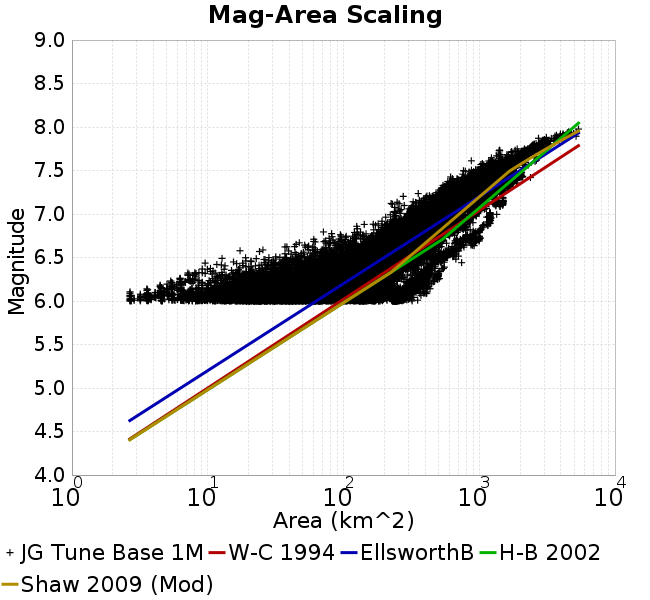 Mag-Area Scaling
9.0
8.5
8.0
7.5
7.0
6.5
6.0
5.5
5.0
4.5
4.0
Magnitude
10^0 10^1 10^2 10^3 10^4
Area (km^2)
+ JG Tune Base 1M — W-C 1994 — EllsworthB — H-B 2002
— Shaw 2009 (Mod)